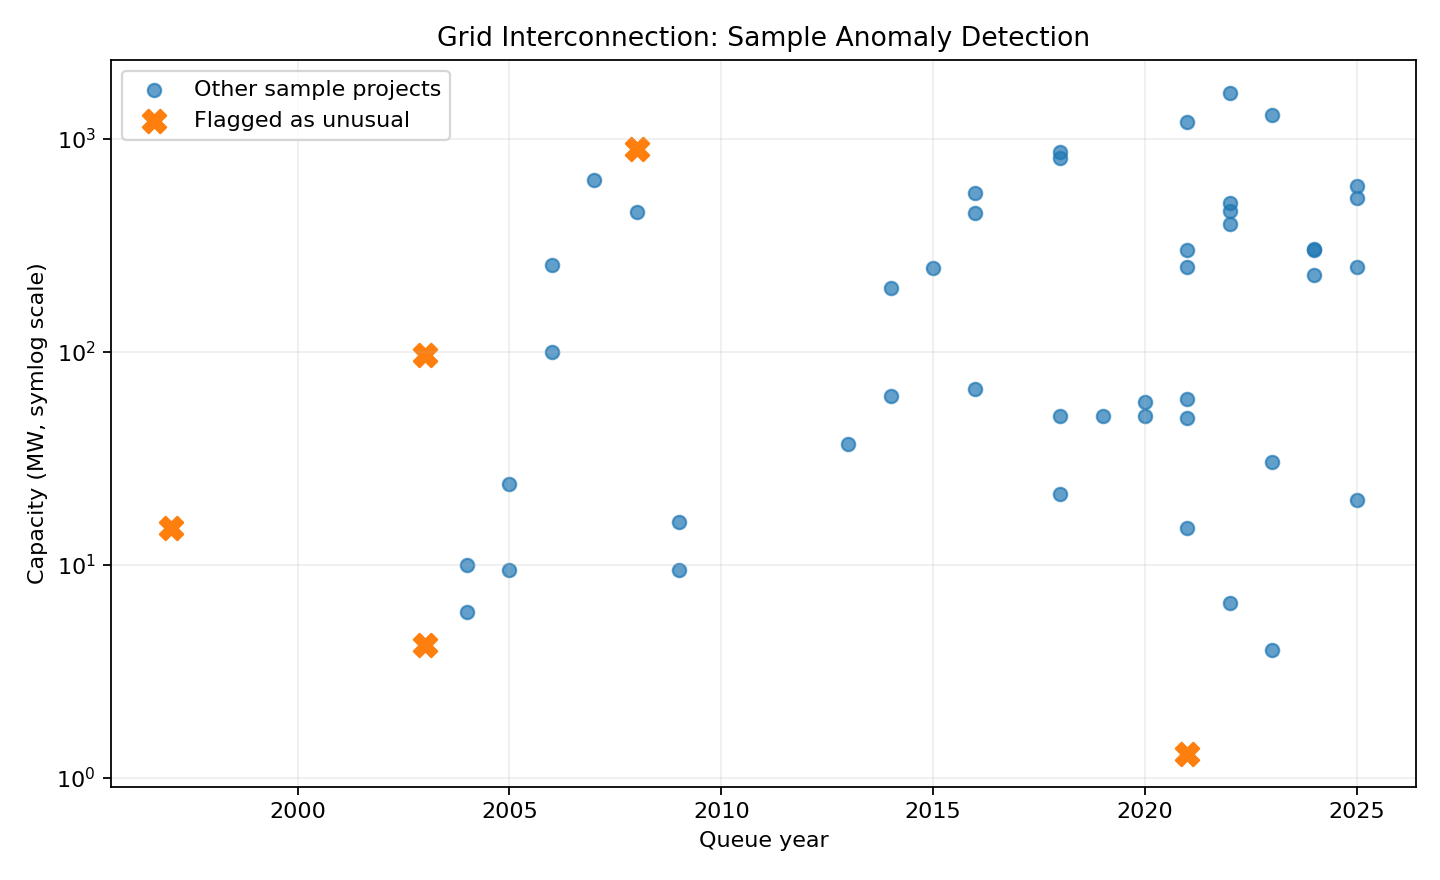 Grid Interconnection: Sample Anomaly Detection
Other sample projects
Flagged as unusual
Capacity (MW, symlog scale)
10³
10²
10¹
10⁰
2000 2005 2010 2015 2020 2025
Queue year